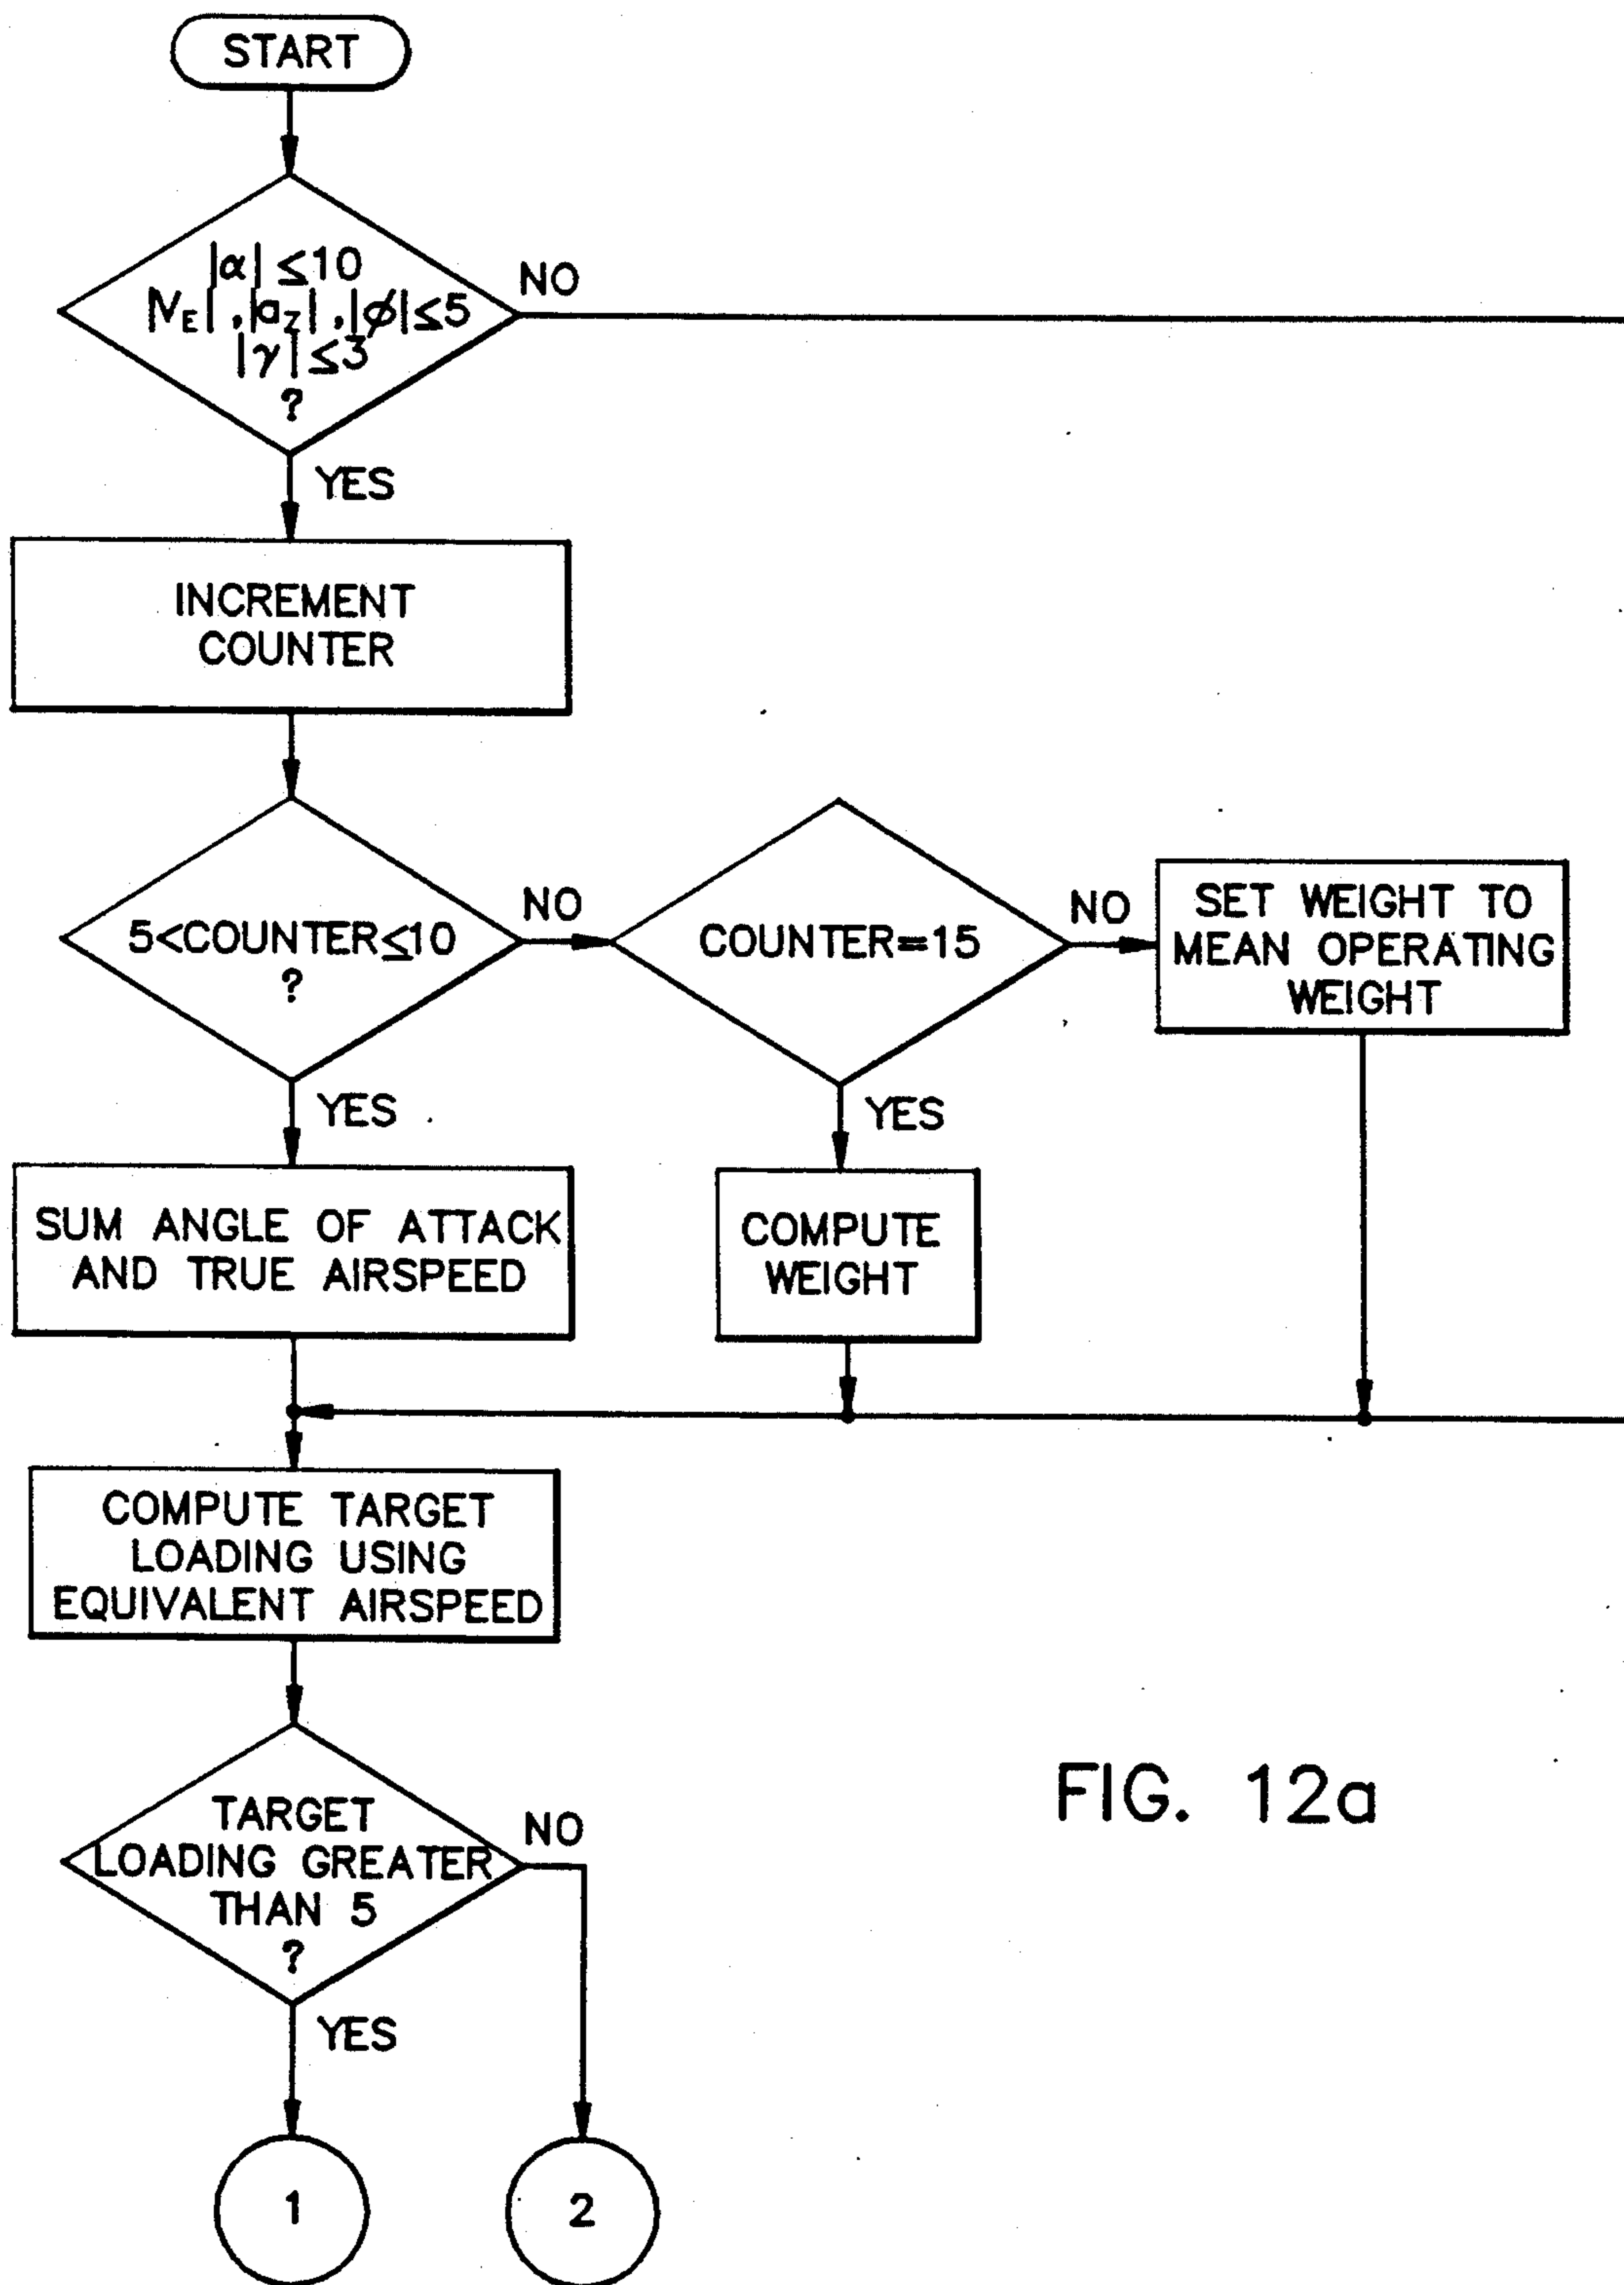 START
|α| ≤10
|V_E|, |a_Z|, |ϕ|≤5
|γ| ≤3
?
NO
YES
INCREMENT
COUNTER
5<COUNTER≤10
?
NO
YES
COUNTER=15
NO
YES
SET WEIGHT TO
MEAN OPERATING
WEIGHT
SUM ANGLE OF ATTACK
AND TRUE AIRSPEED
COMPUTE
WEIGHT
COMPUTE TARGET
LOADING USING
EQUIVALENT AIRSPEED
TARGET
LOADING GREATER
THAN 5
?
NO
YES
1
2
FIG. 12a